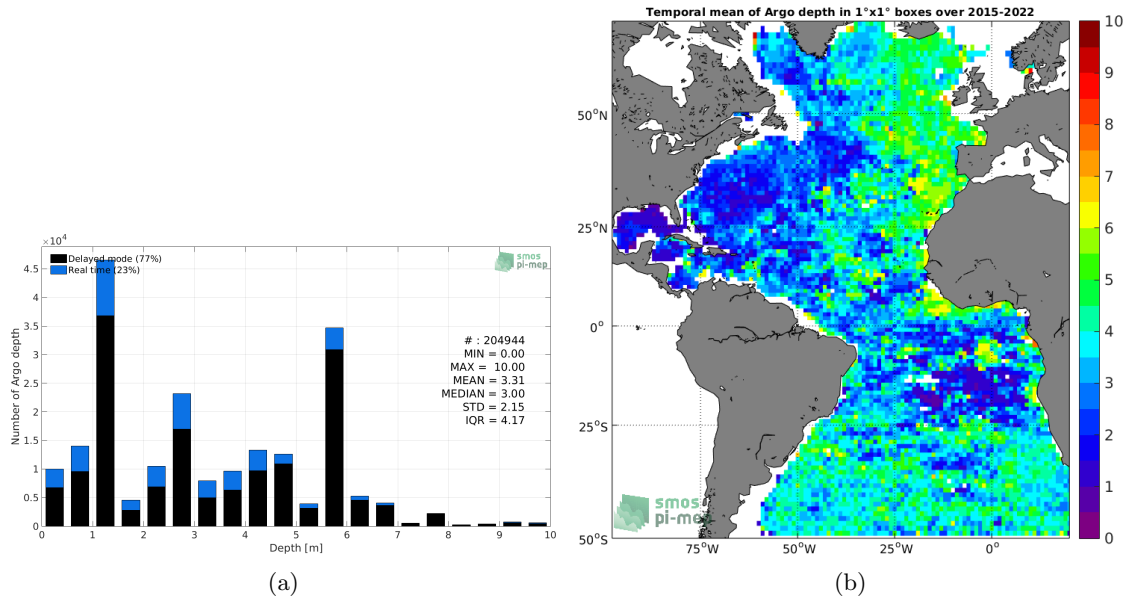 ×10⁴
Delayed mode (77%)
Real time (23%)
smos
pi-mep
4.5
4
3.5
3
2.5
2
1.5
1
0.5
0
Number of Argo depth
# : 204944
MIN = 0.00
MAX = 10.00
MEAN = 3.31
MEDIAN = 3.00
STD = 2.15
IQR = 4.17
0 1 2 3 4 5 6 7 8 9 10
Depth [m]
(a)
Temporal mean of Argo depth in 1°x1° boxes over 2015-2022
50°N
25°N
0°
25°S
50°S
75°W 50°W 25°W 0°
smos
pi-mep
10
9
8
7
6
5
4
3
2
1
0
(b)